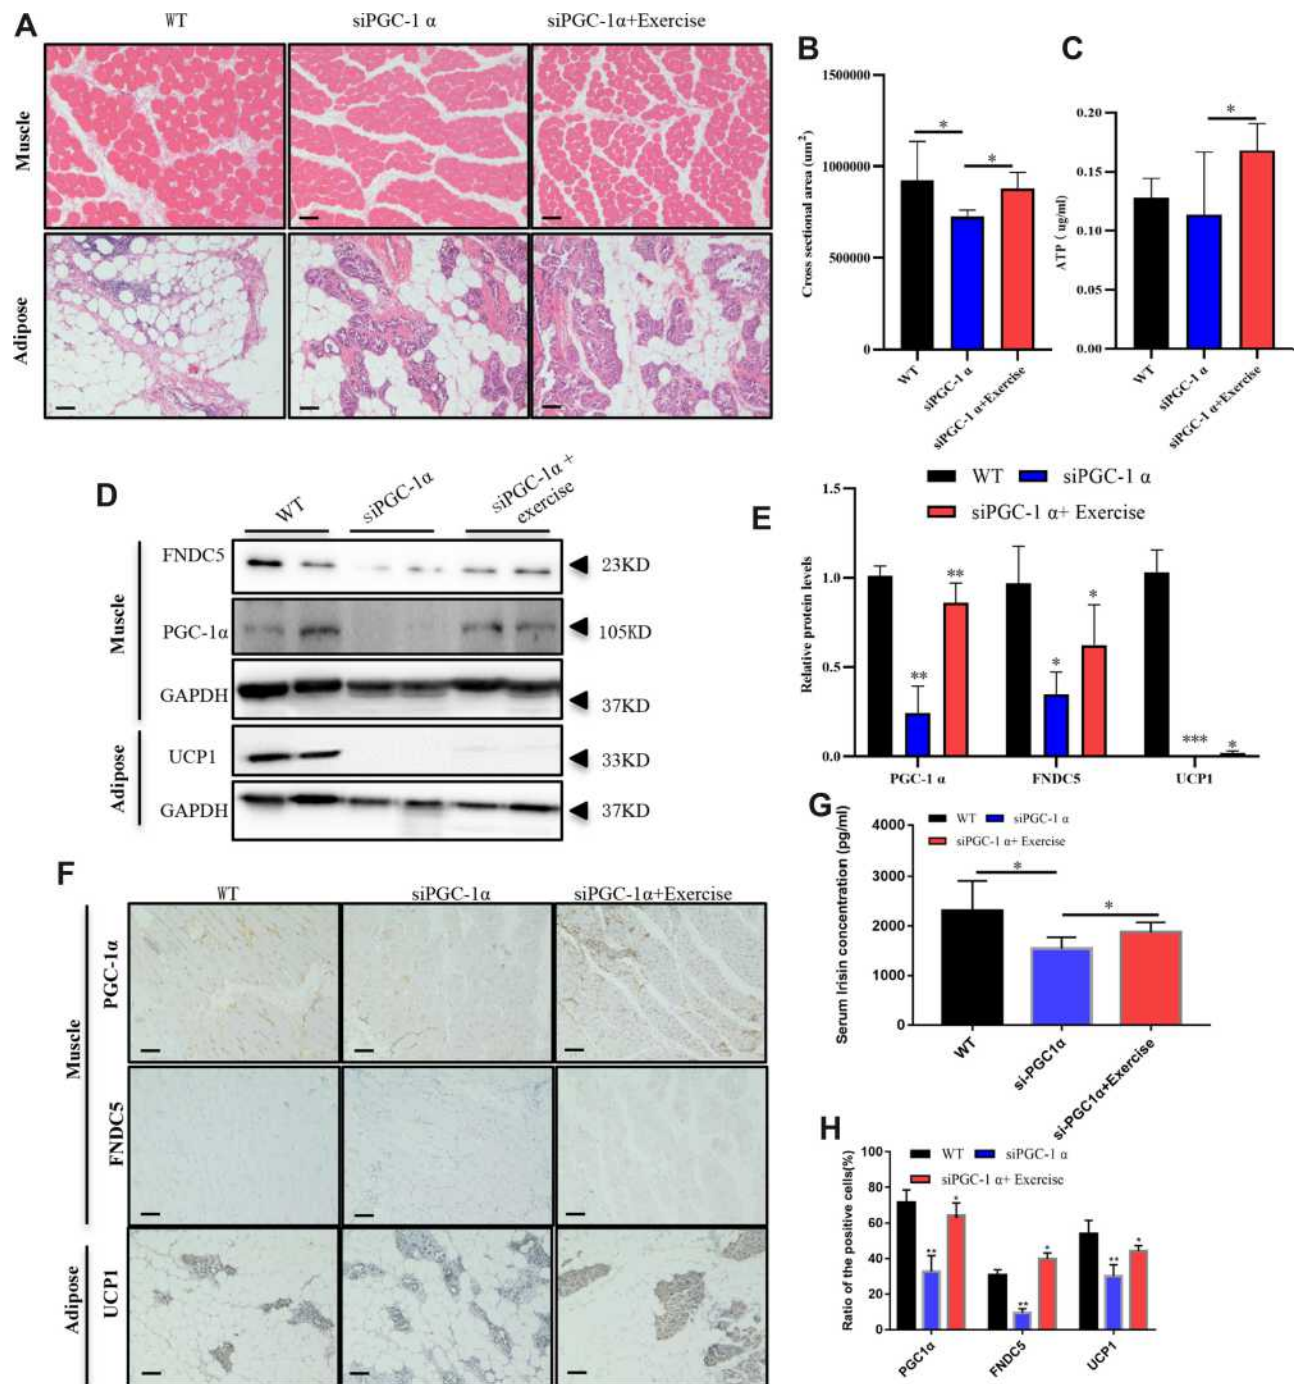 A
WT
siPGC-1 α
siPGC-1α+Exercise
Muscle
Adipose
B
Cross sectional area (um²)
1500000
1000000
500000
0
*
*
WT
siPGC-1 α
siPGC-1 α+Exercise
C
ATP ( ug/ml)
0.20
0.15
0.10
0.05
0.00
*
WT
siPGC-1 α
siPGC-1 α+Exercise
D
WT
siPGC-1α
siPGC-1α +
exercise
Muscle
FNDC5
23KD
PGC-1α
105KD
GAPDH
37KD
Adipose
UCP1
33KD
GAPDH
37KD
E
WT
siPGC-1 α
siPGC-1 α+ Exercise
Relative protein levels
1.5
1.0
0.5
0.0
**
**
*
*
***
*
PGC-1 α
FNDC5
UCP1
F
WT
siPGC-1α
siPGC-1α+Exercise
Muscle
PGC-1α
FNDC5
Adipose
UCP1
G
WT
siPGC-1 α
siPGC-1 α+ Exercise
Serum Irisin concentration (pg/ml)
4000
3000
2000
1000
0
*
*
WT
si-PGC1α
si-PGC1α+Exercise
H
WT
siPGC-1 α
siPGC-1 α+ Exercise
Ratio of the positive cells(%)
100
80
60
40
20
0
**
*
**
*
**
*
PGC1α
FNDC5
UCP1